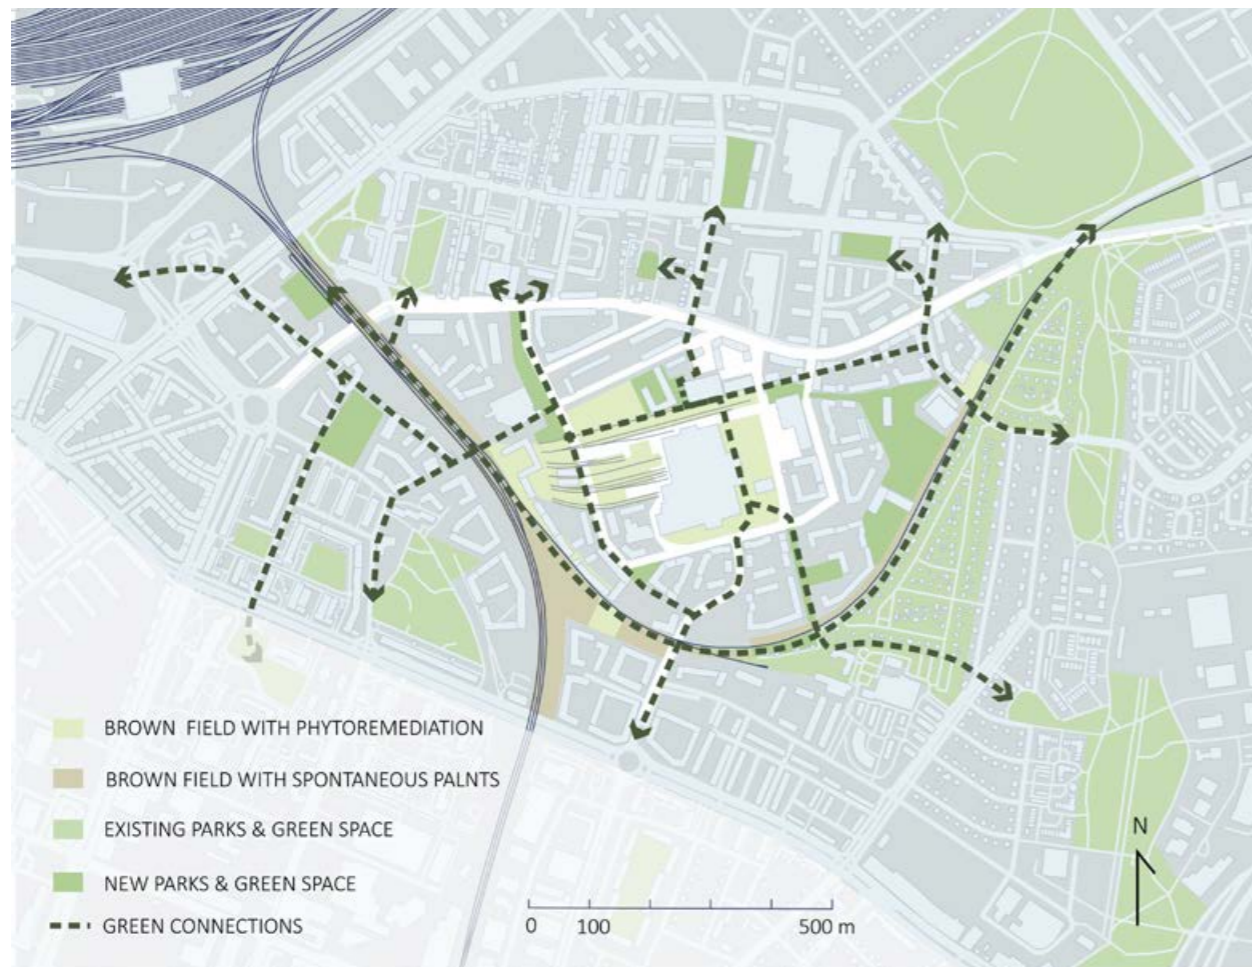 BROWN FIELD WITH PHYTOREMEDIATION
BROWN FIELD WITH SPONTANEOUS PALNTS
EXISTING PARKS & GREEN SPACE
NEW PARKS & GREEN SPACE
GREEN CONNECTIONS
0 100 500 m
N